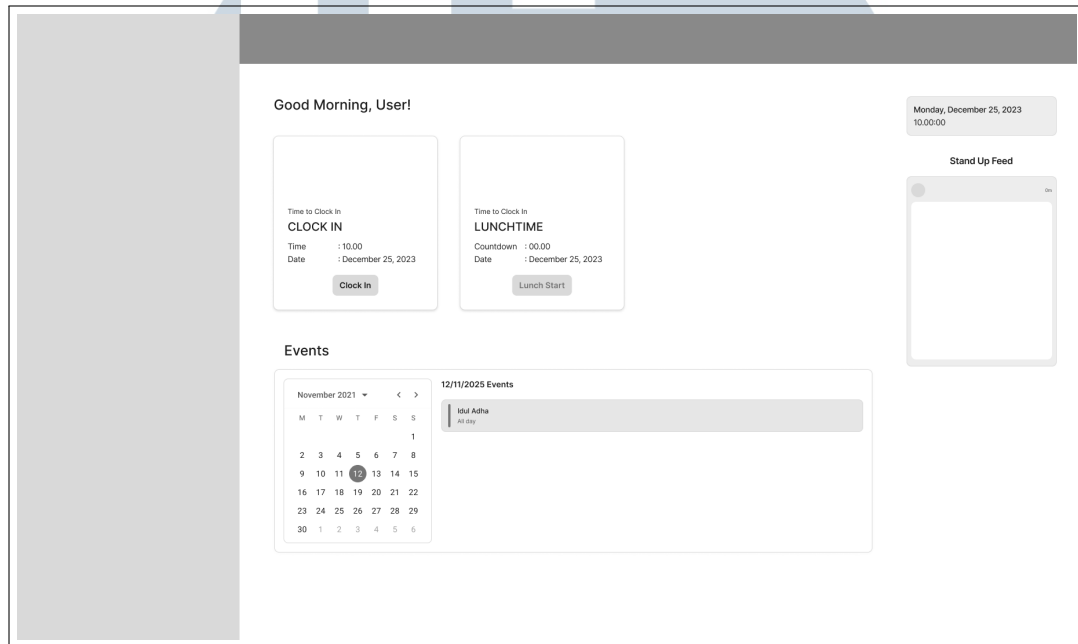 Good Morning, User!
Monday, December 25, 2023
10.00:00
Time to Clock In
CLOCK IN
Time : 10.00
Date : December 25, 2023
Clock In
Time to Clock In
LUNCHTIME
Countdown : 00.00
Date : December 25, 2023
Lunch Start
Stand Up Feed
0m
Events
November 2021
M T W T F S S
1
2 3 4 5 6 7 8
9 10 11 12 13 14 15
16 17 18 19 20 21 22
23 24 25 26 27 28 29
30 1 2 3 4 5 6
12/11/2025 Events
Idul Adha
All day